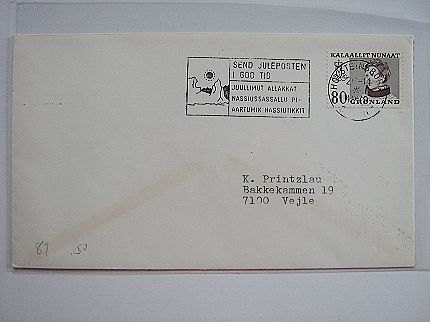 SEND JULEPOSTEN
I GOD TID
JUULLIMUT ALLAKKAT
NASSIUSSASSALLU PI-
AARTUMIK NASSIUTIKKIT
KALAALLIT NUNAAT
80
GRØNLAND
K. Printzlau
Bakkekammen 19
7100 Vejle